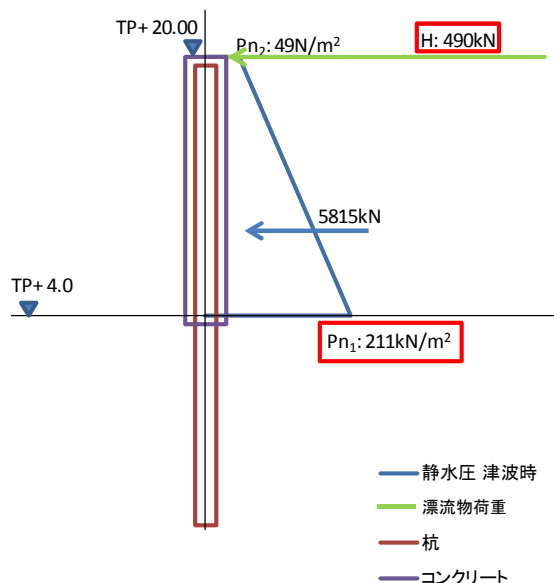 TP+ 20.00
Pn₂: 49N/m²
H: 490kN
5815kN
TP+ 4.0
Pn₁: 211kN/m²
静水圧 津波時
漂流物荷重
杭
コンクリート